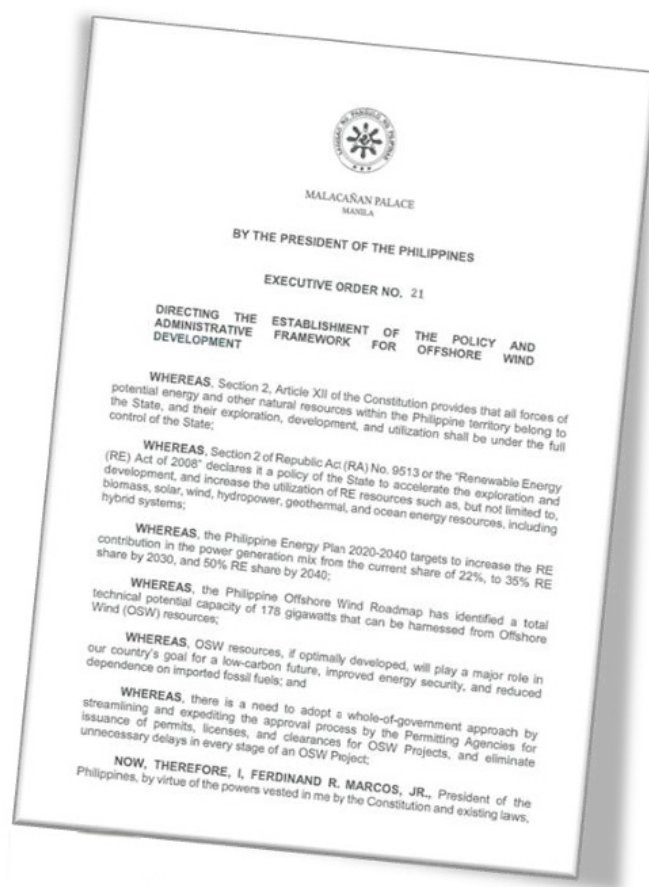 MALACAÑAN PALACE
MANILA
BY THE PRESIDENT OF THE PHILIPPINES
EXECUTIVE ORDER NO. 21
DIRECTING THE ESTABLISHMENT OF THE POLICY AND
ADMINISTRATIVE FRAMEWORK FOR OFFSHORE WIND
DEVELOPMENT
WHEREAS, Section 2, Article XII of the Constitution provides that all forces of
potential energy and other natural resources within the Philippine territory belong to
the State, and their exploration, development, and utilization shall be under the full
control of the State;
WHEREAS, Section 2 of Republic Act (RA) No. 9513 or the "Renewable Energy
(RE) Act of 2008" declares it a policy of the State to accelerate the exploration and
development, and increase the utilization of RE resources such as, but not limited to,
biomass, solar, wind, hydropower, geothermal, and ocean energy resources, including
hybrid systems;
WHEREAS, the Philippine Energy Plan 2020-2040 targets to increase the RE
contribution in the power generation mix from the current share of 22%, to 35% RE
share by 2030, and 50% RE share by 2040;
WHEREAS, the Philippine Offshore Wind Roadmap has identified a total
technical potential capacity of 178 gigawatts that can be harnessed from Offshore
Wind (OSW) resources;
WHEREAS, OSW resources, if optimally developed, will play a major role in
our country's goal for a low-carbon future, improved energy security, and reduced
dependence on imported fossil fuels; and
WHEREAS, there is a need to adopt a whole-of-government approach by
streamlining and expediting the approval process by the Permitting Agencies for
issuance of permits, licenses, and clearances for OSW Projects, and eliminate
unnecessary delays in every stage of an OSW Project;
NOW, THEREFORE, I, FERDINAND R. MARCOS, JR., President of the
Philippines, by virtue of the powers vested in me by the Constitution and existing laws,